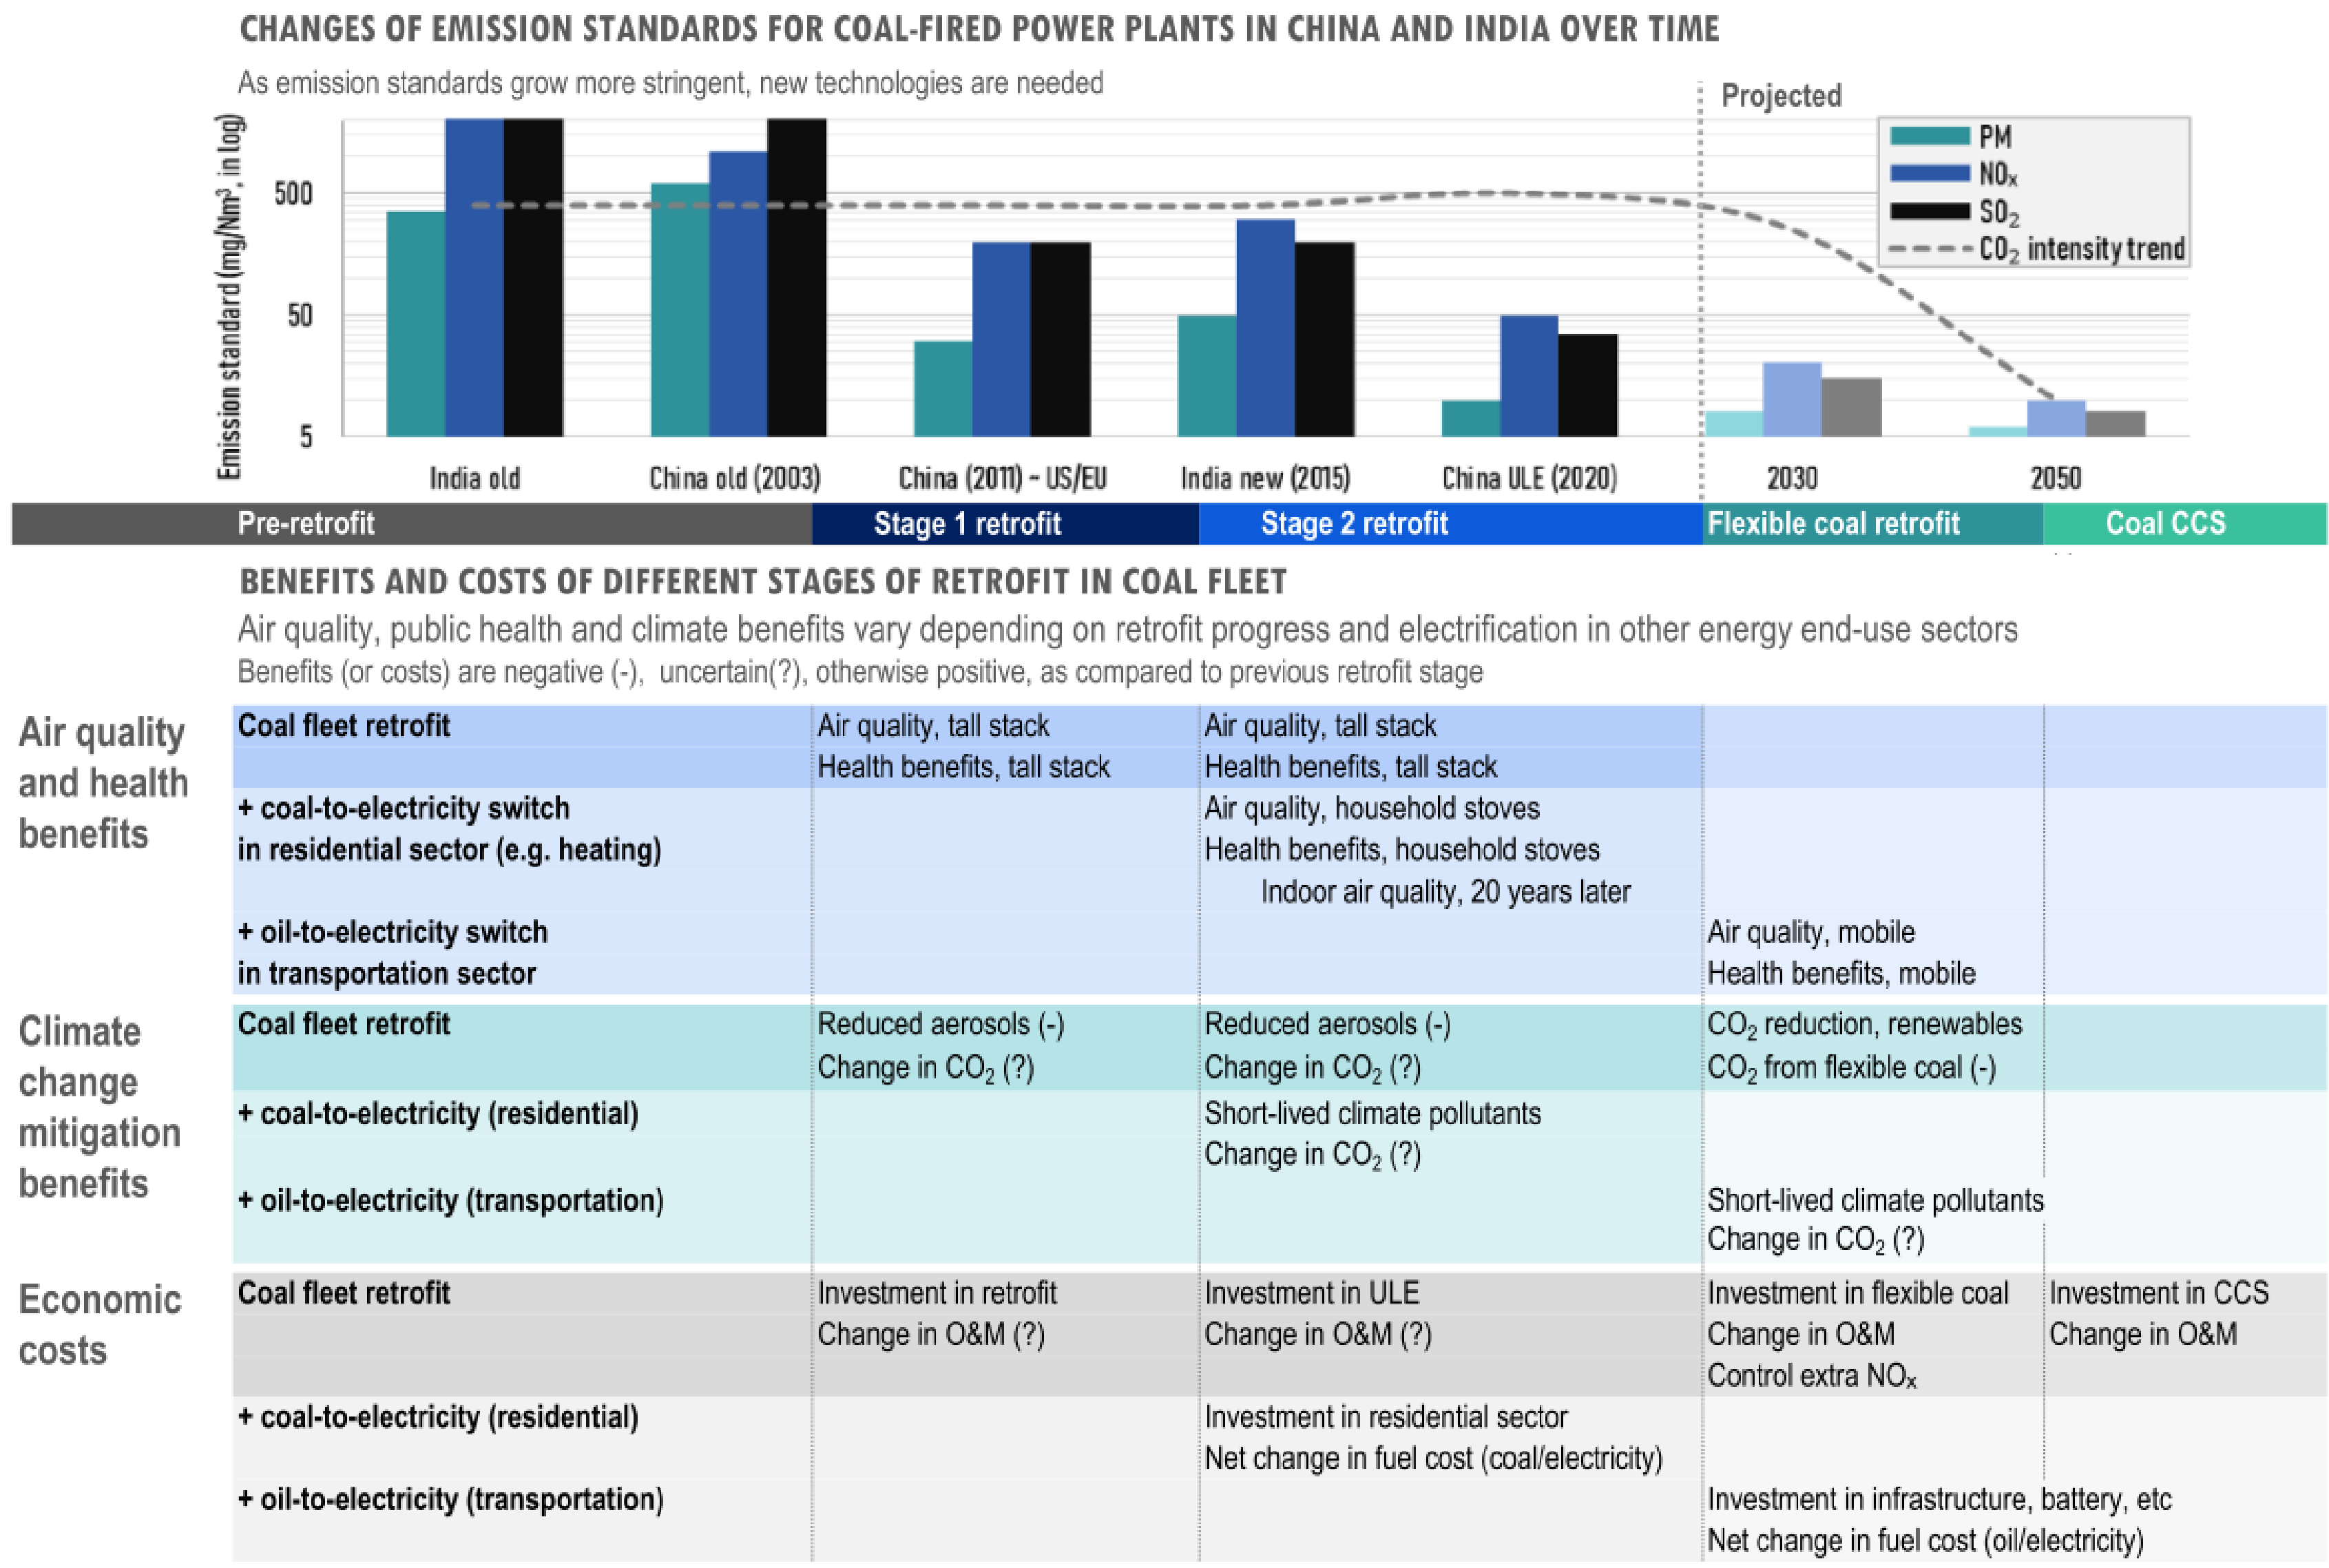 CHANGES OF EMISSION STANDARDS FOR COAL-FIRED POWER PLANTS IN CHINA AND INDIA OVER TIME
As emission standards grow more stringent, new technologies are needed
Projected
Emission standard (mg/Nm³, in log)
500
50
5
PM
NOₓ
SO₂
CO₂ intensity trend
India old
China old (2003)
China (2011) ~ US/EU
India new (2015)
China ULE (2020)
2030
2050
Pre-retrofit
Stage 1 retrofit
Stage 2 retrofit
Flexible coal retrofit
Coal CCS
BENEFITS AND COSTS OF DIFFERENT STAGES OF RETROFIT IN COAL FLEET
Air quality, public health and climate benefits vary depending on retrofit progress and electrification in other energy end-use sectors
Benefits (or costs) are negative (-), uncertain(?), otherwise positive, as compared to previous retrofit stage
Air quality
and health
benefits
Coal fleet retrofit
Air quality, tall stack
Health benefits, tall stack
Air quality, tall stack
Health benefits, tall stack
+ coal-to-electricity switch
in residential sector (e.g. heating)
Air quality, household stoves
Health benefits, household stoves
Indoor air quality, 20 years later
+ oil-to-electricity switch
in transportation sector
Air quality, mobile
Health benefits, mobile
Climate
change
mitigation
benefits
Coal fleet retrofit
Reduced aerosols (-)
Change in CO₂ (?)
Reduced aerosols (-)
Change in CO₂ (?)
CO₂ reduction, renewables
CO₂ from flexible coal (-)
+ coal-to-electricity (residential)
Short-lived climate pollutants
Change in CO₂ (?)
+ oil-to-electricity (transportation)
Short-lived climate pollutants
Change in CO₂ (?)
Economic
costs
Coal fleet retrofit
Investment in retrofit
Change in O&M (?)
Investment in ULE
Change in O&M (?)
Investment in flexible coal
Change in O&M
Control extra NOₓ
Investment in CCS
Change in O&M
+ coal-to-electricity (residential)
Investment in residential sector
Net change in fuel cost (coal/electricity)
+ oil-to-electricity (transportation)
Investment in infrastructure, battery, etc
Net change in fuel cost (oil/electricity)